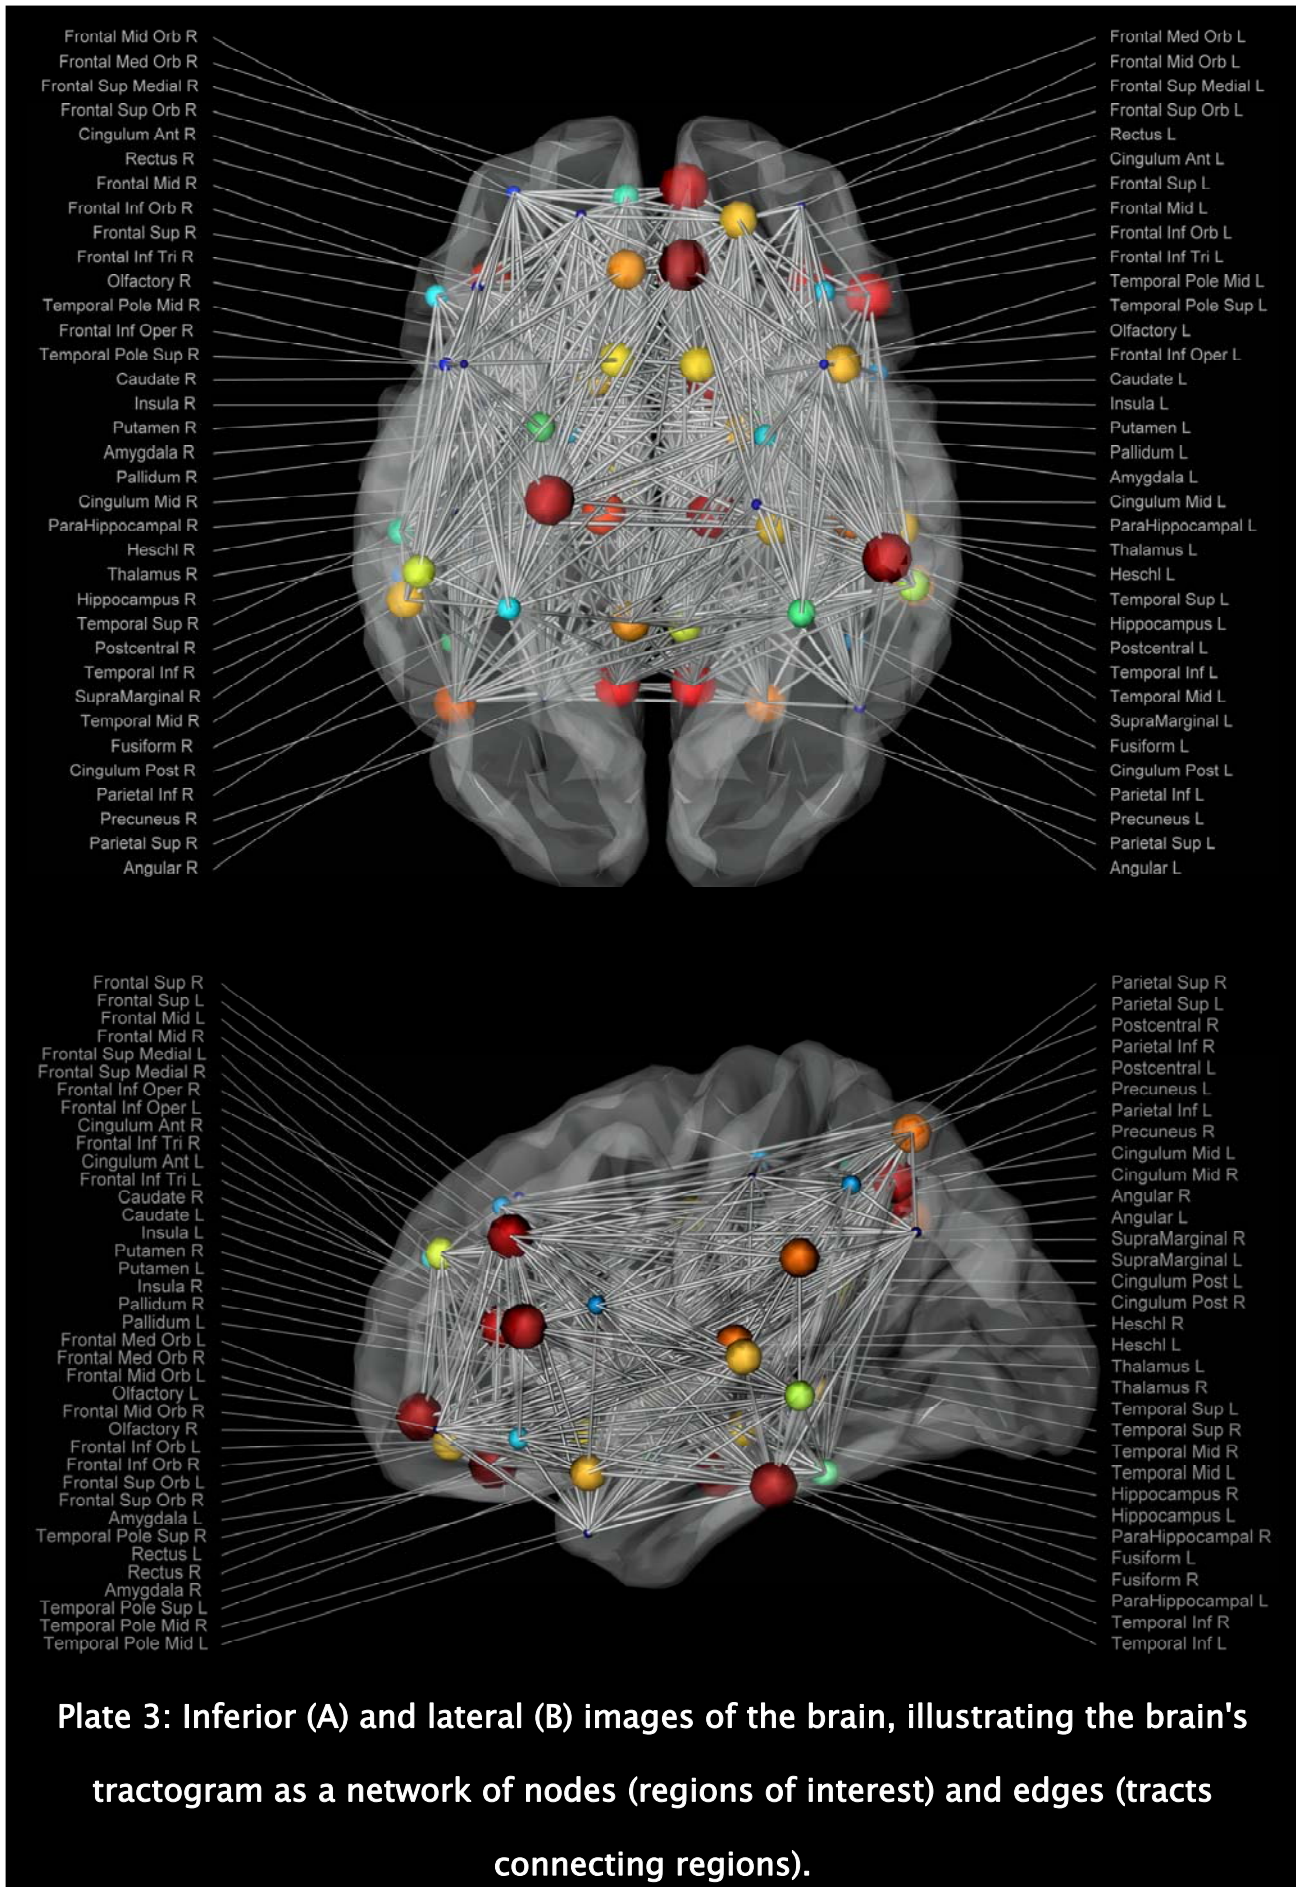 Frontal Mid Orb R
Frontal Med Orb R
Frontal Sup Medial R
Frontal Sup Orb R
Cingulum Ant R
Rectus R
Frontal Mid R
Frontal Inf Orb R
Frontal Sup R
Frontal Inf Tri R
Olfactory R
Temporal Pole Mid R
Frontal Inf Oper R
Temporal Pole Sup R
Caudate R
Insula R
Putamen R
Amygdala R
Pallidum R
Cingulum Mid R
ParaHippocampal R
Heschl R
Thalamus R
Hippocampus R
Temporal Sup R
Postcentral R
Temporal Inf R
SupraMarginal R
Temporal Mid R
Fusiform R
Cingulum Post R
Parietal Inf R
Precuneus R
Parietal Sup R
Angular R
Frontal Med Orb L
Frontal Mid Orb L
Frontal Sup Medial L
Frontal Sup Orb L
Rectus L
Cingulum Ant L
Frontal Sup L
Frontal Mid L
Frontal Inf Orb L
Frontal Inf Tri L
Temporal Pole Mid L
Temporal Pole Sup L
Olfactory L
Frontal Inf Oper L
Caudate L
Insula L
Putamen L
Pallidum L
Amygdala L
Cingulum Mid L
ParaHippocampal L
Thalamus L
Heschl L
Temporal Sup L
Hippocampus L
Postcentral L
Temporal Inf L
Temporal Mid L
SupraMarginal L
Fusiform L
Cingulum Post L
Parietal Inf L
Precuneus L
Parietal Sup L
Angular L
Frontal Sup R
Frontal Sup L
Frontal Mid L
Frontal Mid R
Frontal Sup Medial L
Frontal Sup Medial R
Frontal Inf Oper R
Frontal Inf Oper L
Cingulum Ant R
Frontal Inf Tri R
Cingulum Ant L
Frontal Inf Tri L
Caudate R
Caudate L
Insula L
Putamen R
Putamen L
Insula R
Pallidum R
Pallidum L
Frontal Med Orb L
Frontal Med Orb R
Frontal Mid Orb L
Olfactory L
Frontal Mid Orb R
Olfactory R
Frontal Inf Orb L
Frontal Inf Orb R
Frontal Sup Orb L
Frontal Sup Orb R
Amygdala L
Temporal Pole Sup R
Rectus L
Rectus R
Amygdala R
Temporal Pole Sup L
Temporal Pole Mid R
Temporal Pole Mid L
Parietal Sup R
Parietal Sup L
Postcentral R
Parietal Inf R
Postcentral L
Precuneus L
Parietal Inf L
Precuneus R
Cingulum Mid L
Cingulum Mid R
Angular R
Angular L
SupraMarginal R
SupraMarginal L
Cingulum Post L
Cingulum Post R
Heschl R
Heschl L
Thalamus L
Thalamus R
Temporal Sup L
Temporal Sup R
Temporal Mid R
Temporal Mid L
Hippocampus R
Hippocampus L
ParaHippocampal R
Fusiform L
Fusiform R
ParaHippocampal L
Temporal Inf R
Temporal Inf L
Plate 3: Inferior (A) and lateral (B) images of the brain, illustrating the brain's
tractogram as a network of nodes (regions of interest) and edges (tracts
connecting regions).